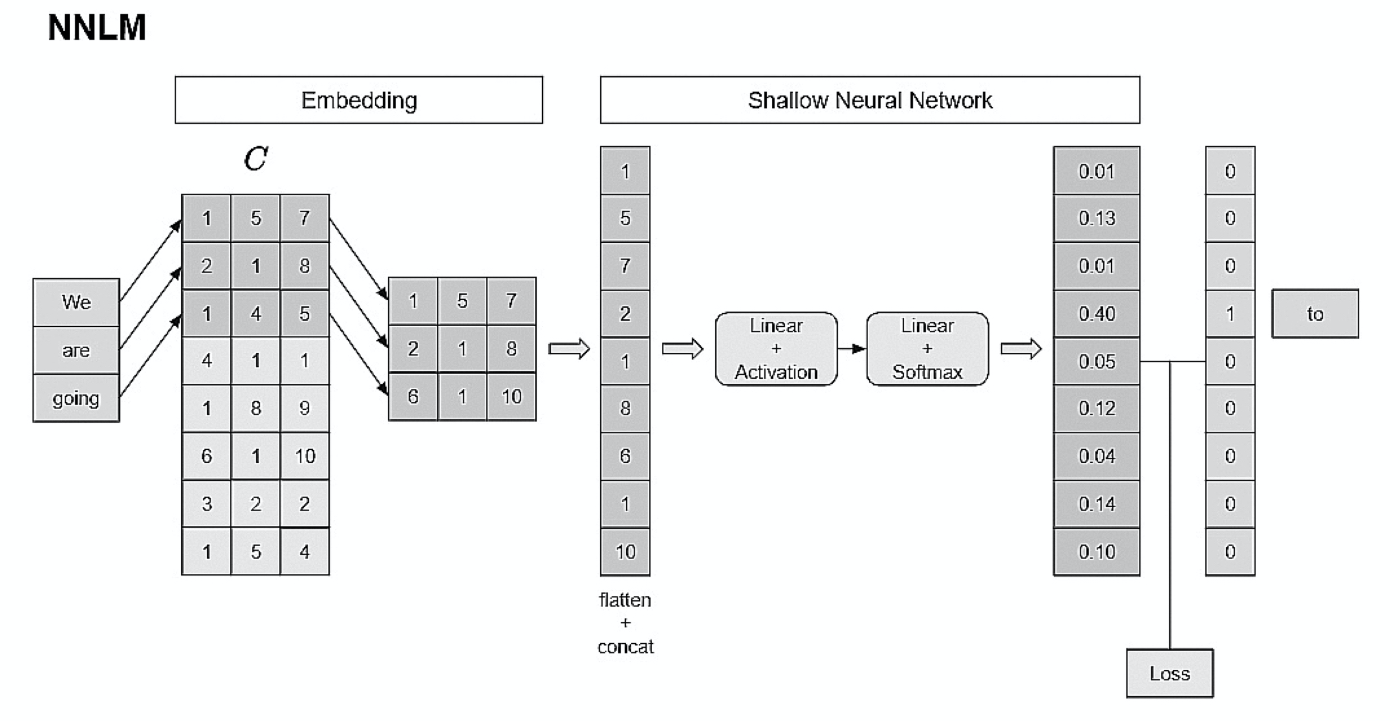 NNLM
Embedding
Shallow Neural Network
C
We
are
going
1 5 7
2 1 8
1 4 5
4 1 1
1 8 9
6 1 10
3 2 2
1 5 4
1 5 7
2 1 8
6 1 10
1
5
7
2
1
8
6
1
10
flatten
+
concat
Linear
+
Activation
Linear
+
Softmax
0.01
0.13
0.01
0.40
0.05
0.12
0.04
0.14
0.10
0
0
0
1
0
0
0
0
0
to
Loss